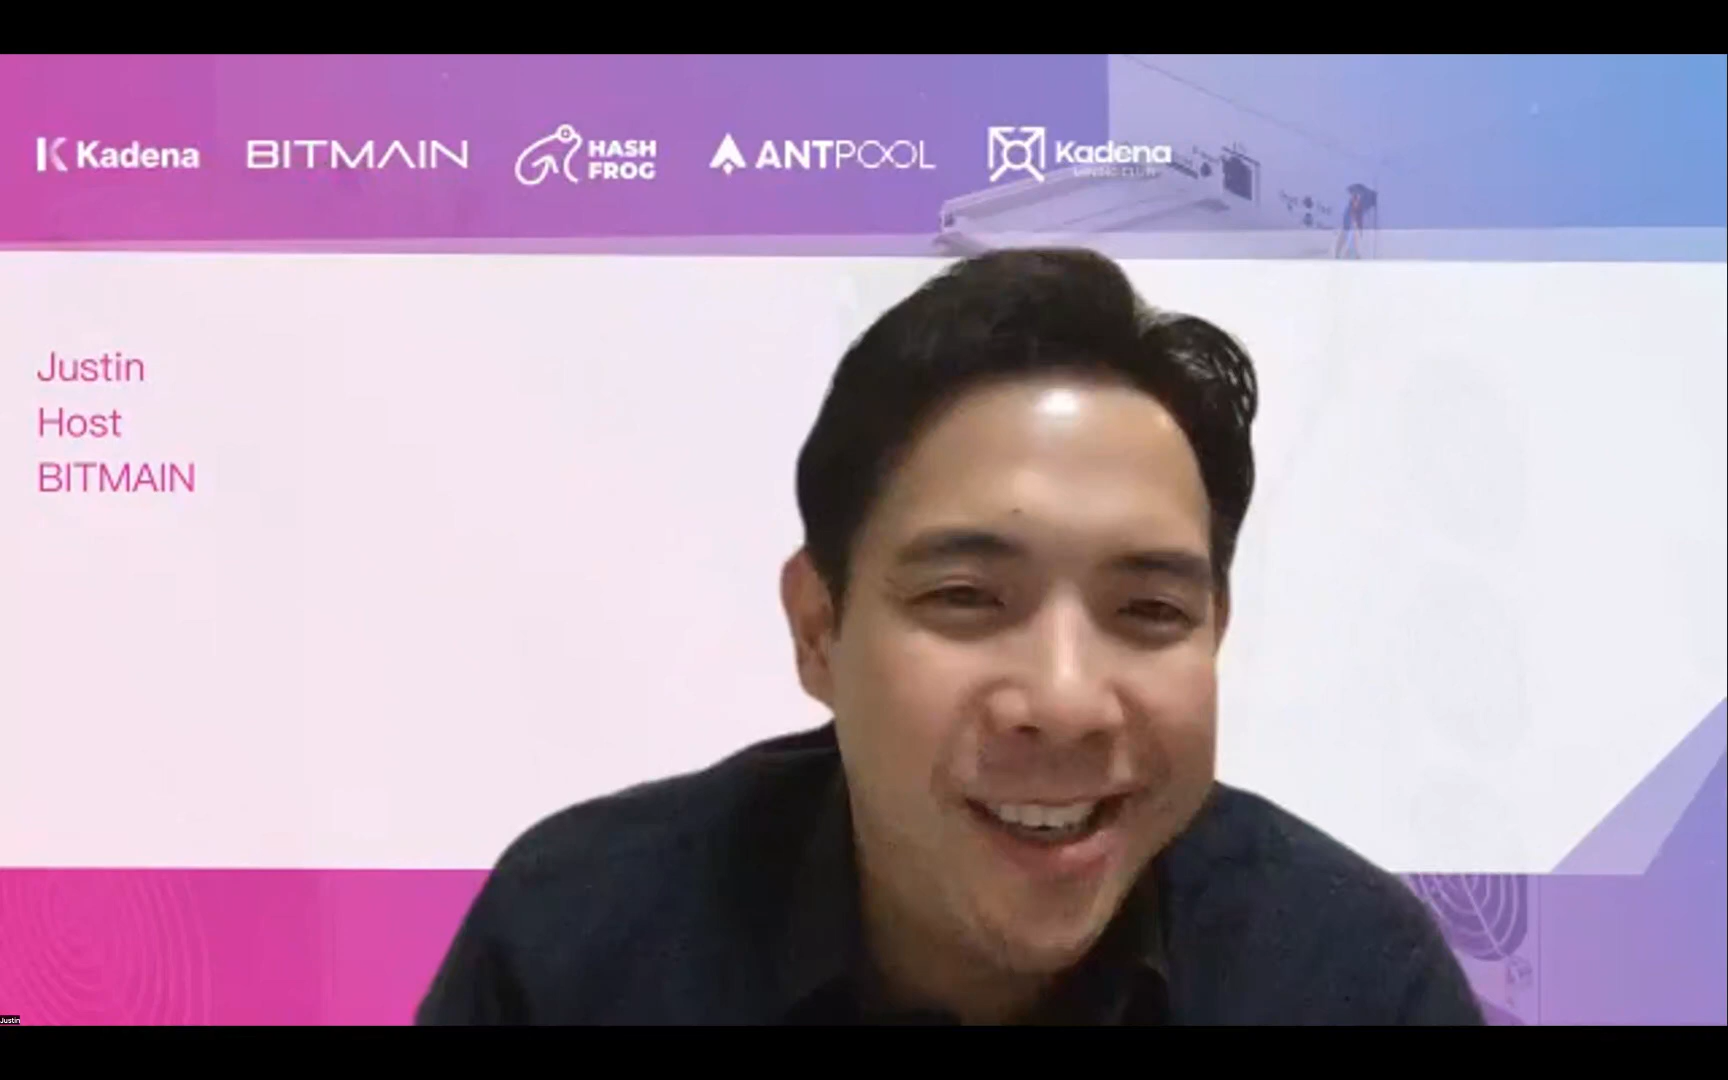 Kadena BITMAIN HASH FROG ANTPOOL Kadena
Justin
Host
BITMAIN
Justin